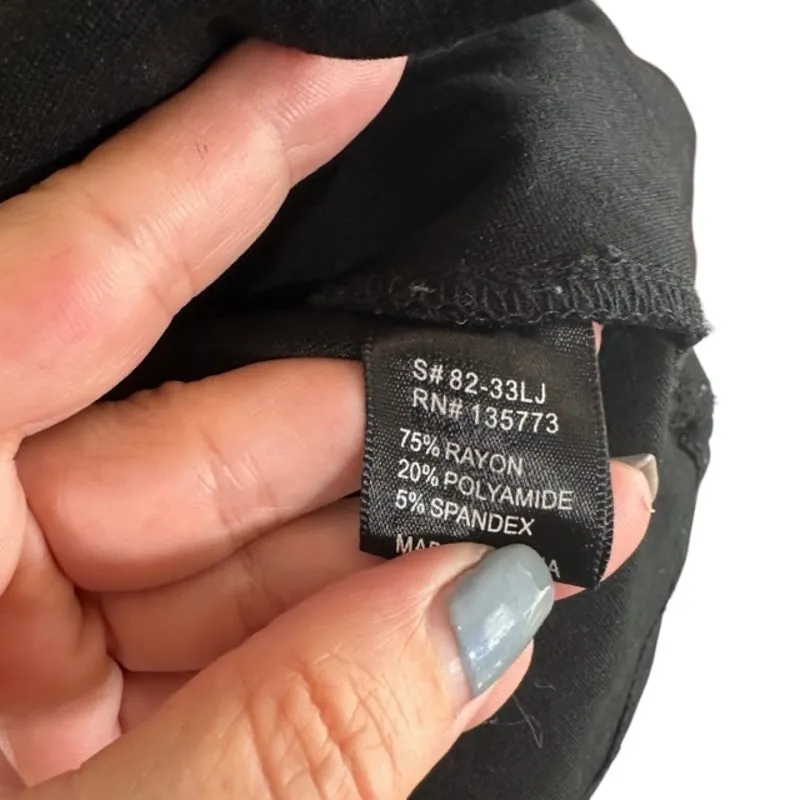 S# 82-33LJ
RN# 135773
75% RAYON
20% POLYAMIDE
5% SPANDEX